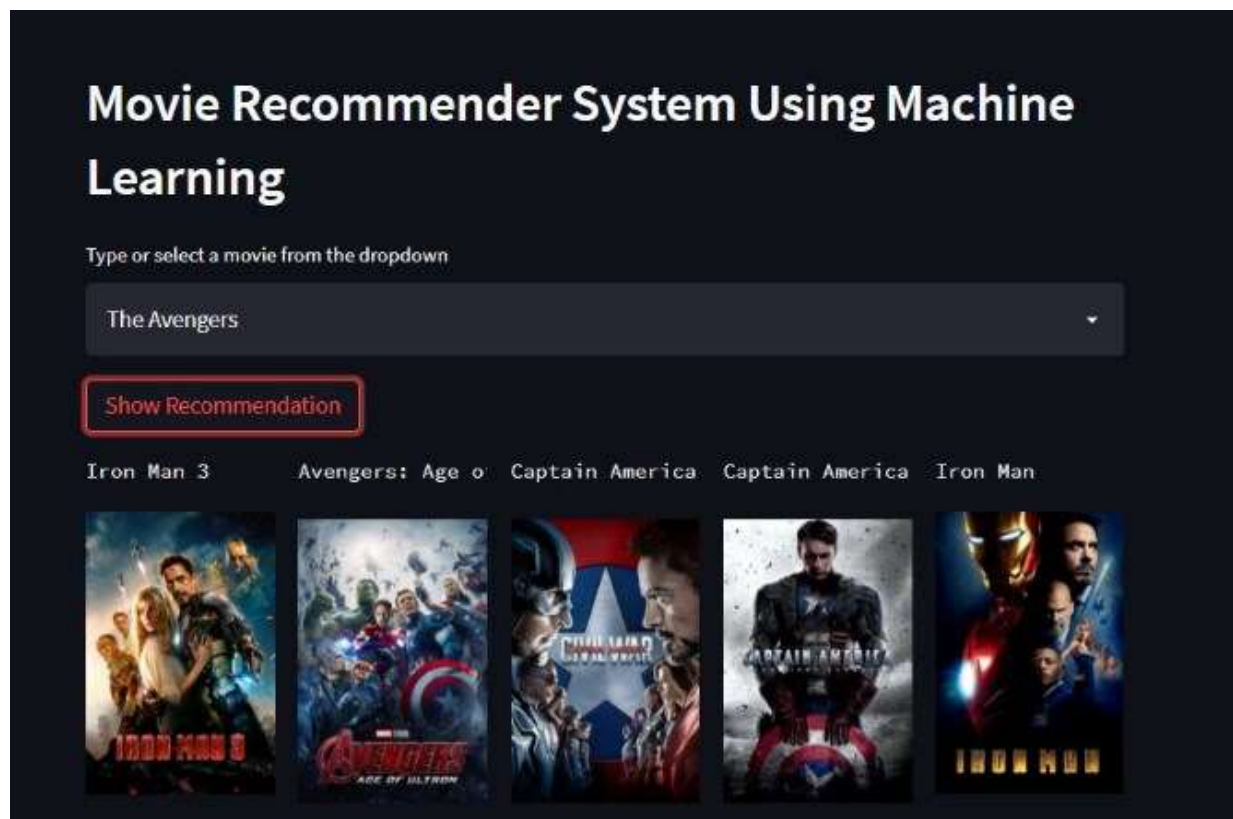 Movie Recommender System Using Machine
Learning
Type or select a movie from the dropdown
The Avengers
Show Recommendation
Iron Man 3 Avengers: Age o Captain America Captain America Iron Man
IRON MAN 3
AVENGERS
AGE OF ULTRON
CIVIL WAR
CAPTAIN AMERICA
IRON MAN